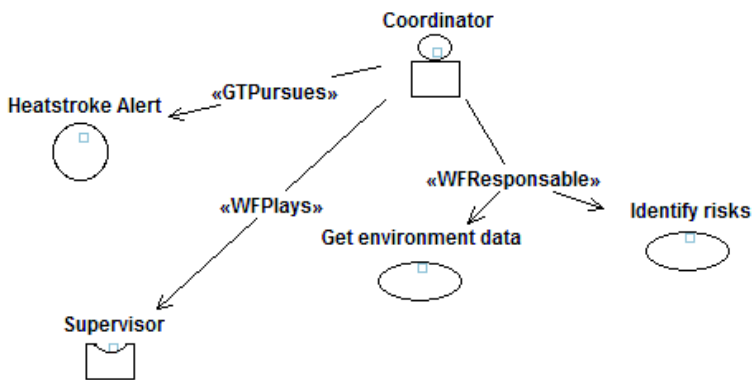 Coordinator
«GTPursues»
Heatstroke Alert
«WFResponsable»
«WFPlays»
Identify risks
Get environment data
Supervisor